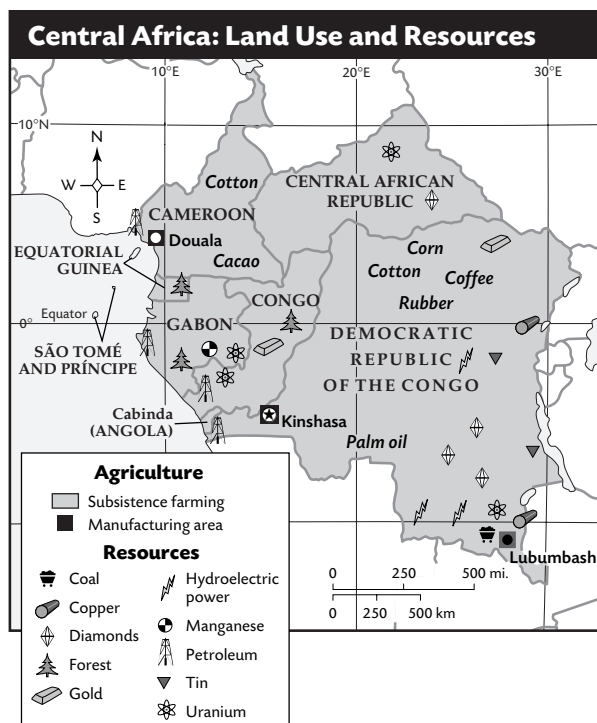 Central Africa: Land Use and Resources
10°E
20°E
30°E
10°N
N
W
E
S
Cotton
CENTRAL AFRICAN
REPUBLIC
CAMEROON
Douala
EQUATORIAL
GUINEA
Cacao
Corn
Cotton
Coffee
Rubber
CONGO
Equator
0°
GABON
DEMOCRATIC
REPUBLIC
OF THE CONGO
SÃO TOMÉ
AND PRÍNCIPE
Cabinda
(ANGOLA)
Kinshasa
Palm oil
Lubumbash
0
250
500 mi.
0
250
500 km
Agriculture
Subsistence farming
Manufacturing area
Resources
Coal
Copper
Diamonds
Forest
Gold
Hydroelectric
power
Manganese
Petroleum
Tin
Uranium